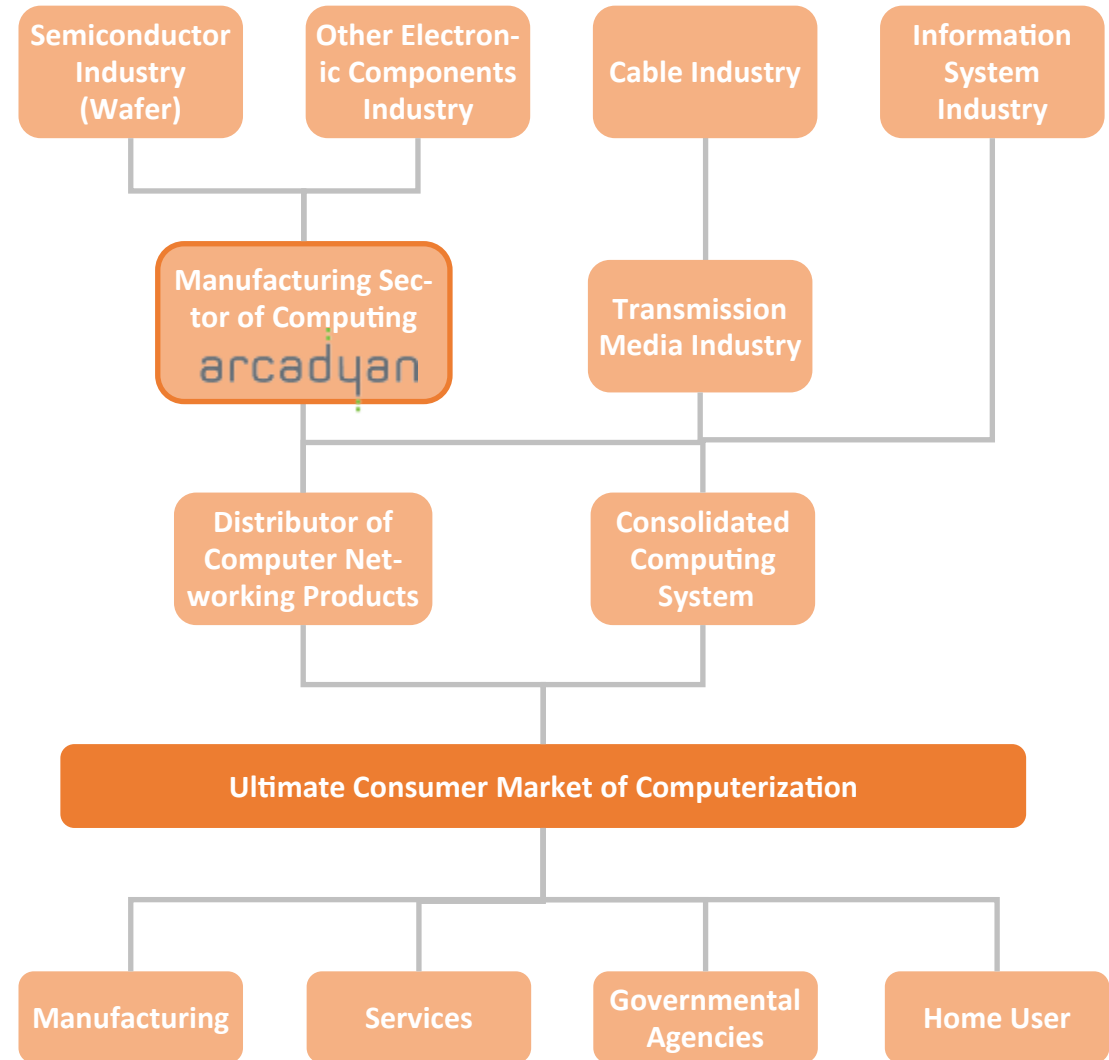 Semiconductor
Industry
(Wafer)
Other Electron-
ic Components
Industry
Cable Industry
Information
System
Industry
Manufacturing Sec-
tor of Computing
arcadyan
Transmission
Media Industry
Distributor of
Computer Net-
working Products
Consolidated
Computing
System
Ultimate Consumer Market of Computerization
Manufacturing
Services
Governmental
Agencies
Home User